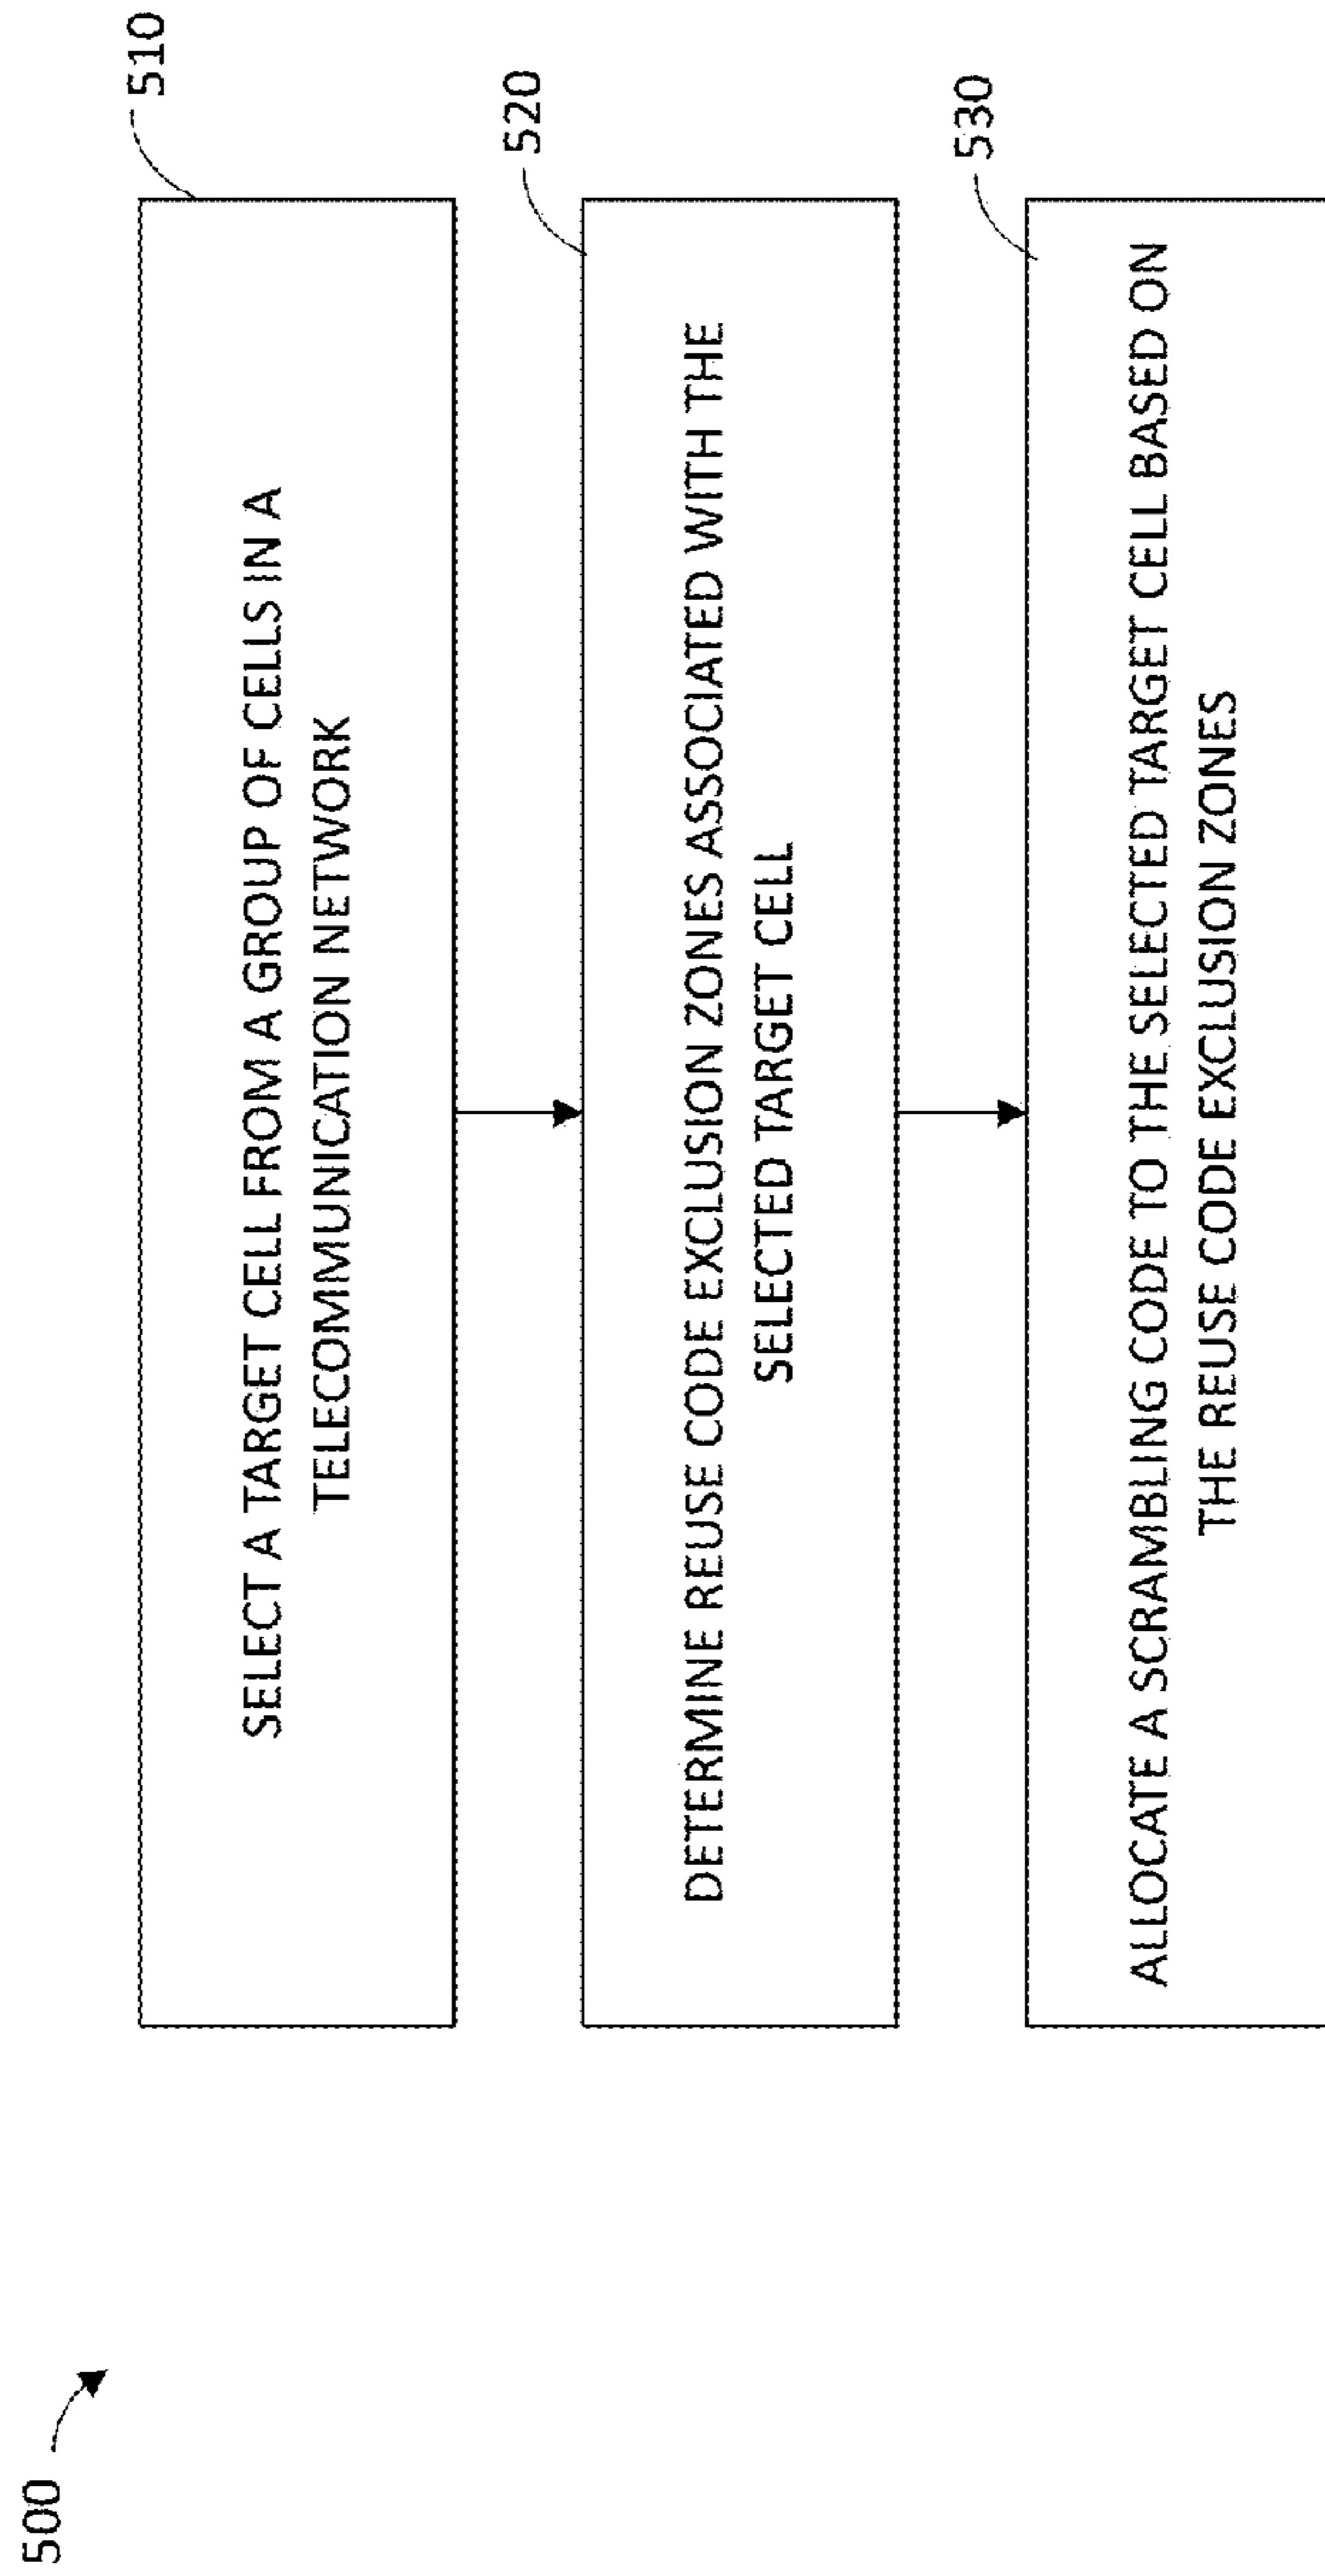 500
510
SELECT A TARGET CELL FROM A GROUP OF CELLS IN A
TELECOMMUNICATION NETWORK
520
DETERMINE REUSE CODE EXCLUSION ZONES ASSOCIATED WITH THE
SELECTED TARGET CELL
530
ALLOCATE A SCRAMBLING CODE TO THE SELECTED TARGET CELL BASED ON
THE REUSE CODE EXCLUSION ZONES